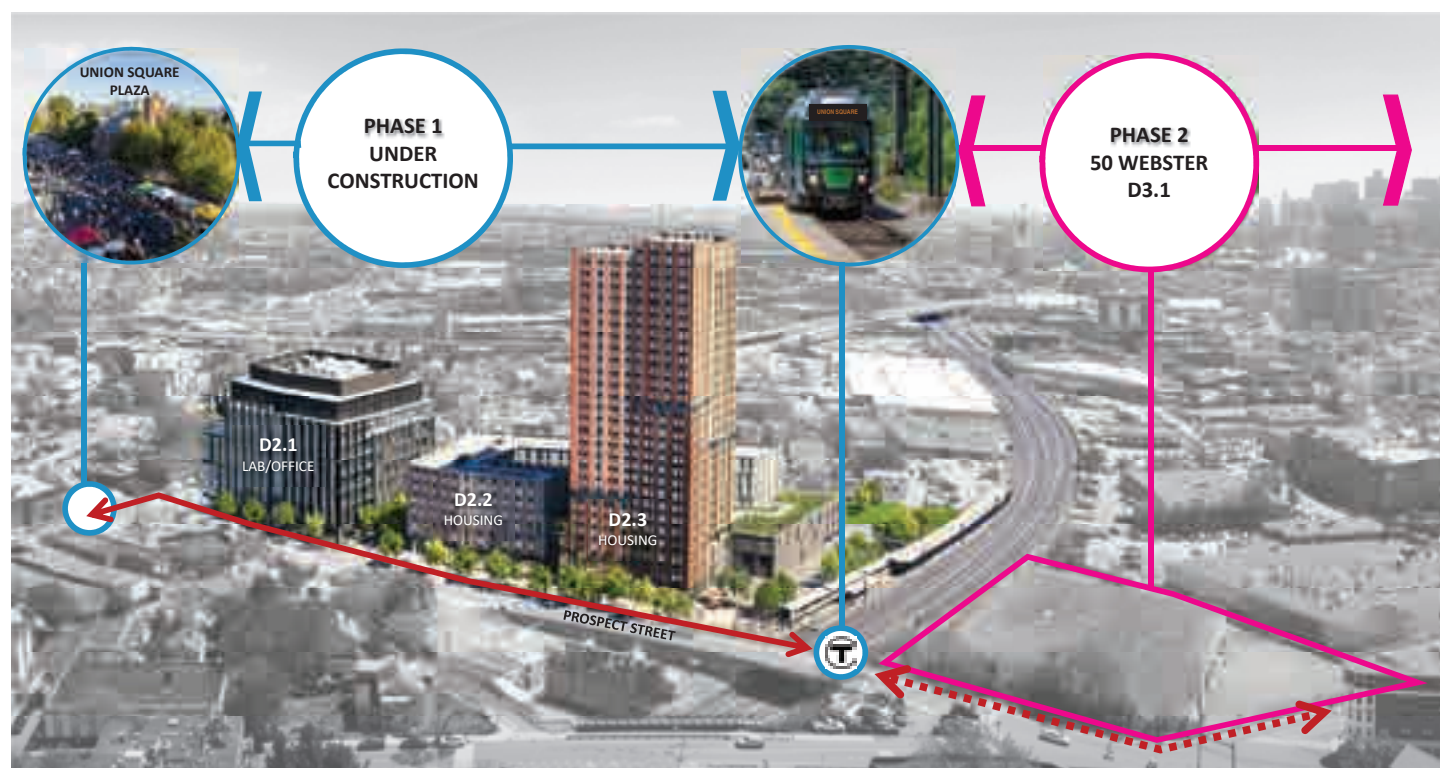 UNION SQUARE
PLAZA
PHASE 1
UNDER
CONSTRUCTION
UNION SQUARE
PHASE 2
50 WEBSTER
D3.1
D2.1
LAB/OFFICE
D2.2
HOUSING
D2.3
HOUSING
PROSPECT STREET
T